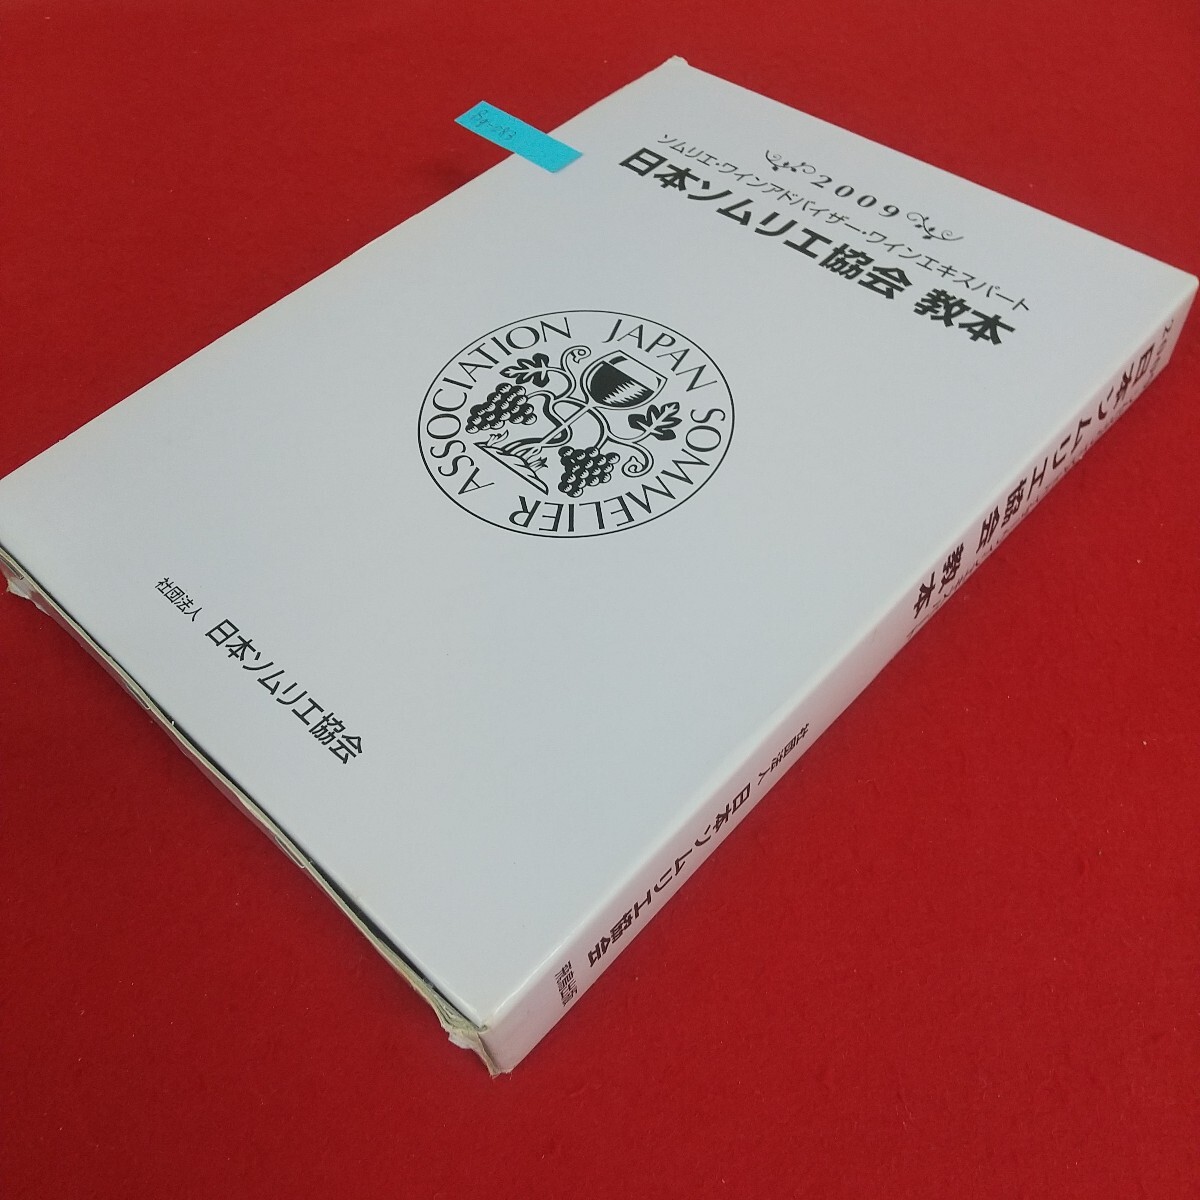 2009
ソムリエ・ワインアドバイザー・ワインエキスパート
日本ソムリエ協会 教本
JAPAN SOMMELIER ASSOCIATION
社団法人 日本ソムリエ協会
日本ソムリエ協会 教本
社団法人 日本ソムリエ協会